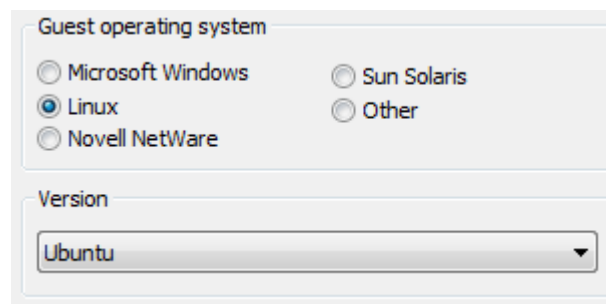 Guest operating system
Microsoft Windows
Sun Solaris
Linux
Other
Novell NetWare
Version
Ubuntu